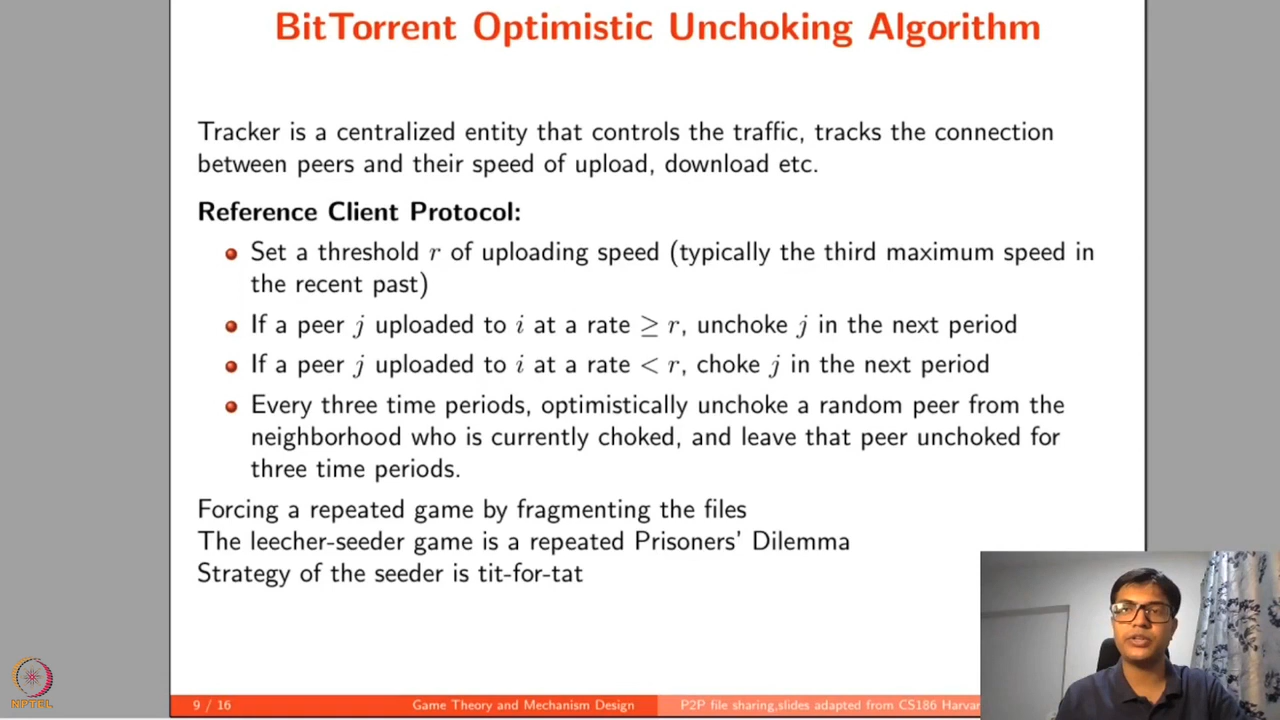 BitTorrent Optimistic Unchoking Algorithm
Tracker is a centralized entity that controls the traffic, tracks the connection
between peers and their speed of upload, download etc.
Reference Client Protocol:
Set a threshold r of uploading speed (typically the third maximum speed in
the recent past)
If a peer j uploaded to i at a rate ≥ r, unchoke j in the next period
If a peer j uploaded to i at a rate < r, choke j in the next period
Every three time periods, optimistically unchoke a random peer from the
neighborhood who is currently choked, and leave that peer unchoked for
three time periods.
Forcing a repeated game by fragmenting the files
The leecher-seeder game is a repeated Prisoners' Dilemma
Strategy of the seeder is tit-for-tat
NPTEL
9 / 16 Game Theory and Mechanism Design P2P file sharing,slides adapted from CS186 Harvar